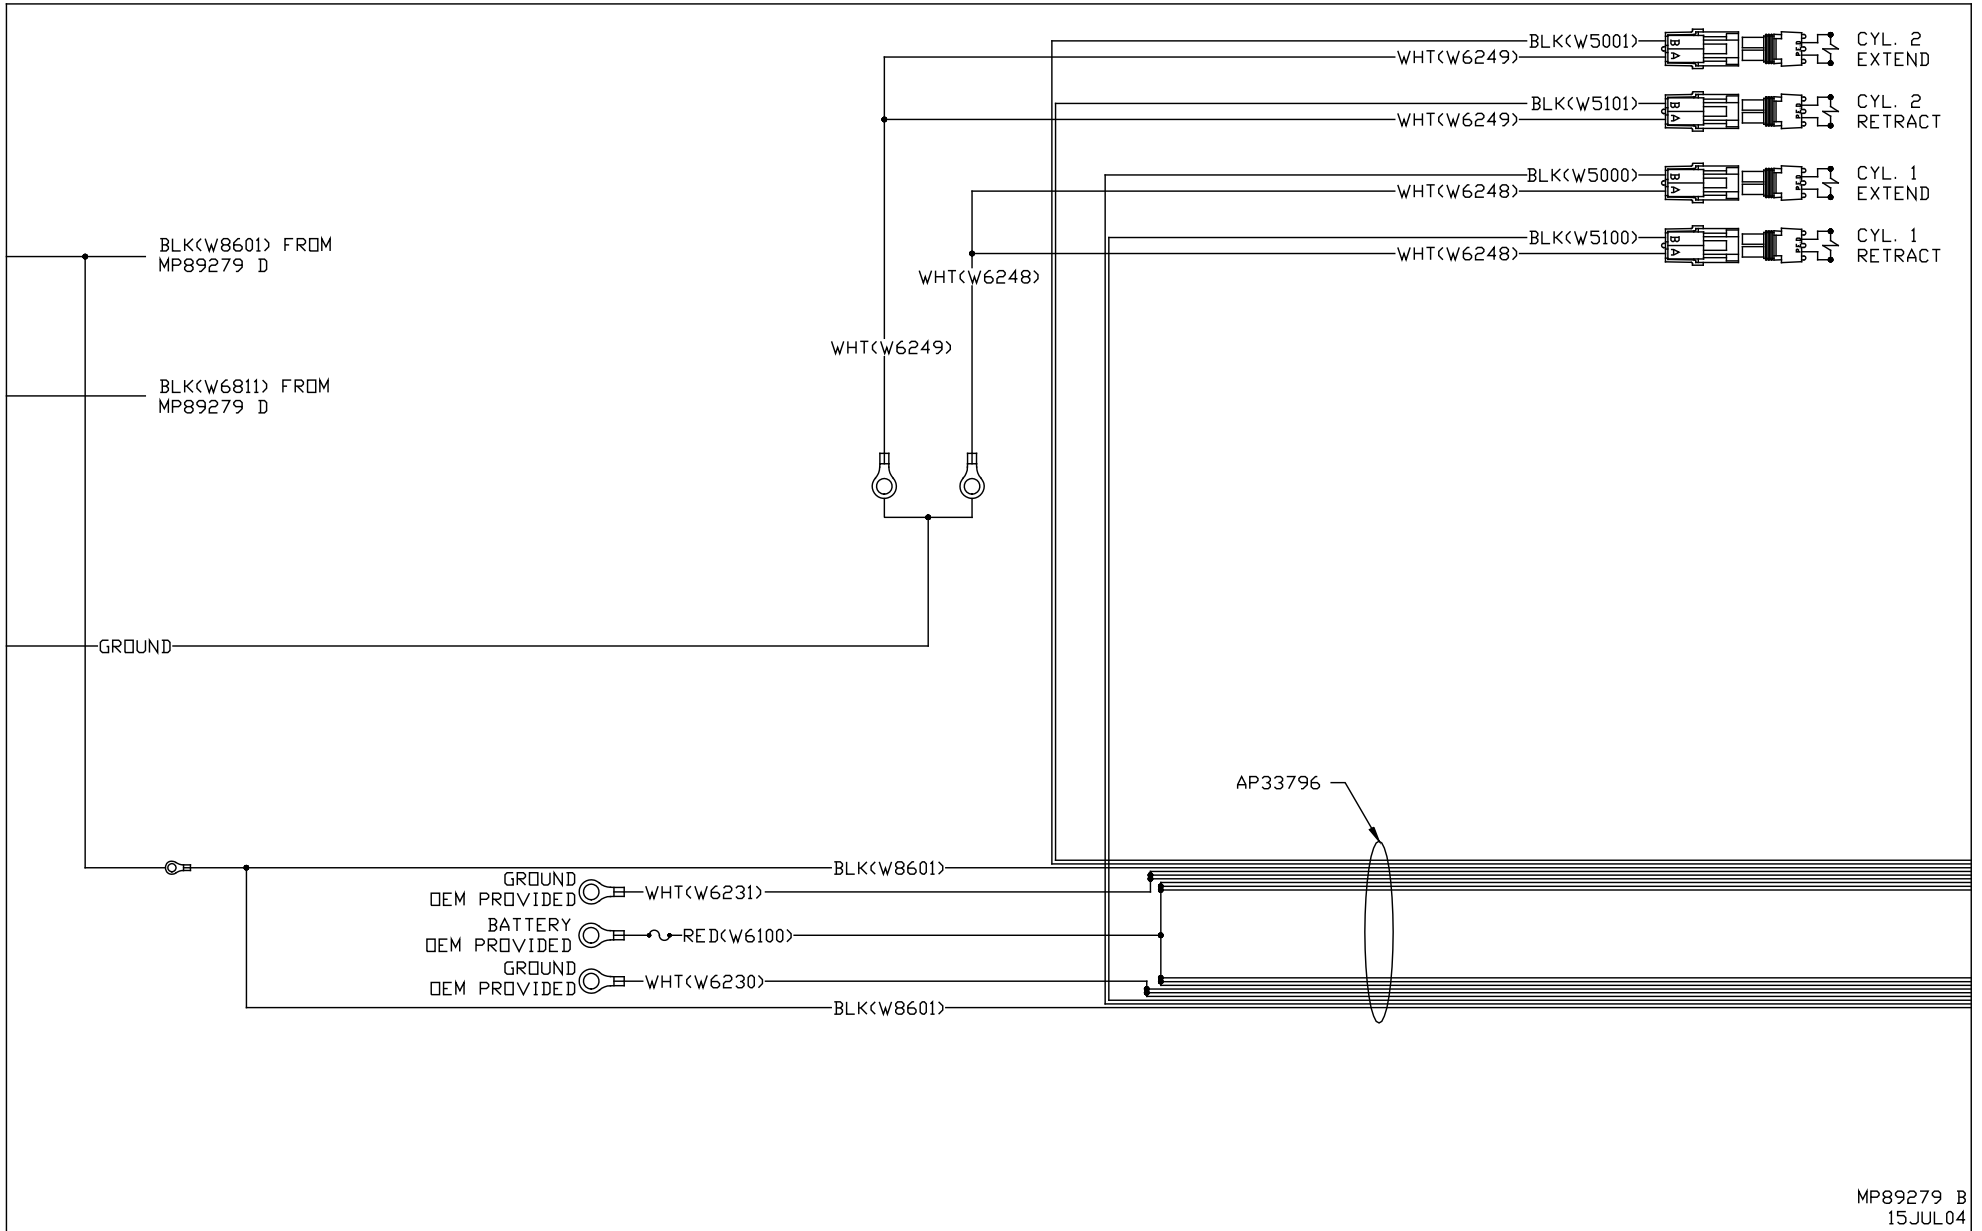 BLK(W5001)
WHT(W6249)
B
A
CYL. 2
EXTEND
BLK(W5101)
WHT(W6249)
B
A
CYL. 2
RETRACT
BLK(W5000)
WHT(W6248)
B
A
CYL. 1
EXTEND
BLK(W5100)
WHT(W6248)
B
A
CYL. 1
RETRACT
BLK(W8601) FROM
MP89279 D
WHT(W6248)
WHT(W6249)
BLK(W6811) FROM
MP89279 D
GROUND
AP33796
BLK(W8601)
GROUND
OEM PROVIDED
WHT(W6231)
BATTERY
OEM PROVIDED
RED(W6100)
GROUND
OEM PROVIDED
WHT(W6230)
BLK(W8601)
MP89279 B
15JUL04